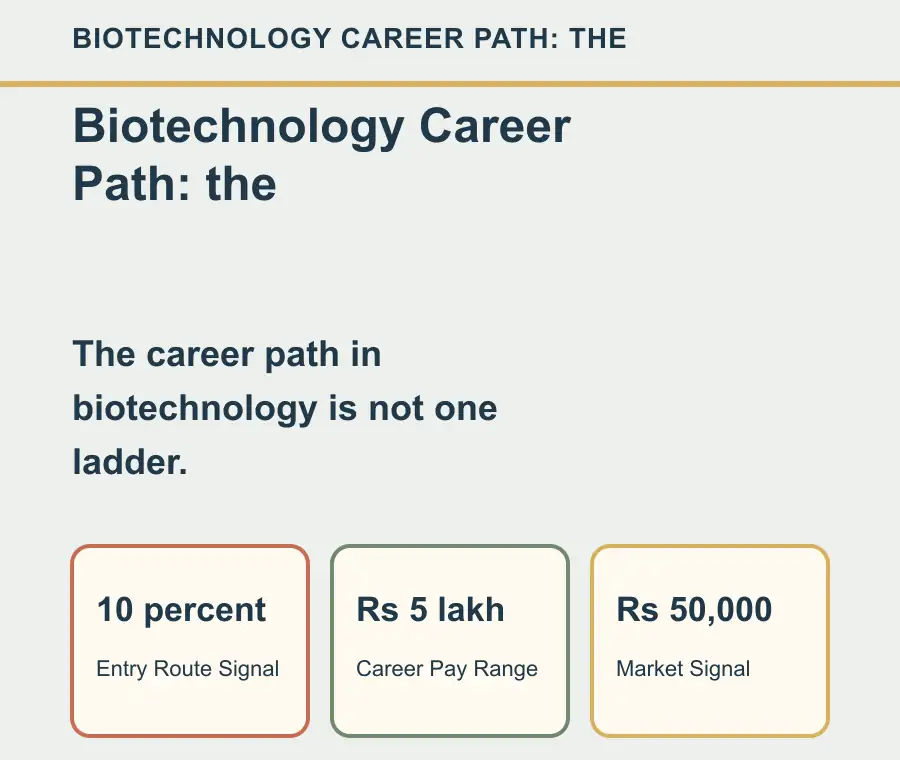 BIOTECHNOLOGY CAREER PATH: THE
Biotechnology Career
Path: the
The career path in
biotechnology is not one
ladder.
10 percent
Entry Route Signal
Rs 5 lakh
Career Pay Range
Rs 50,000
Market Signal